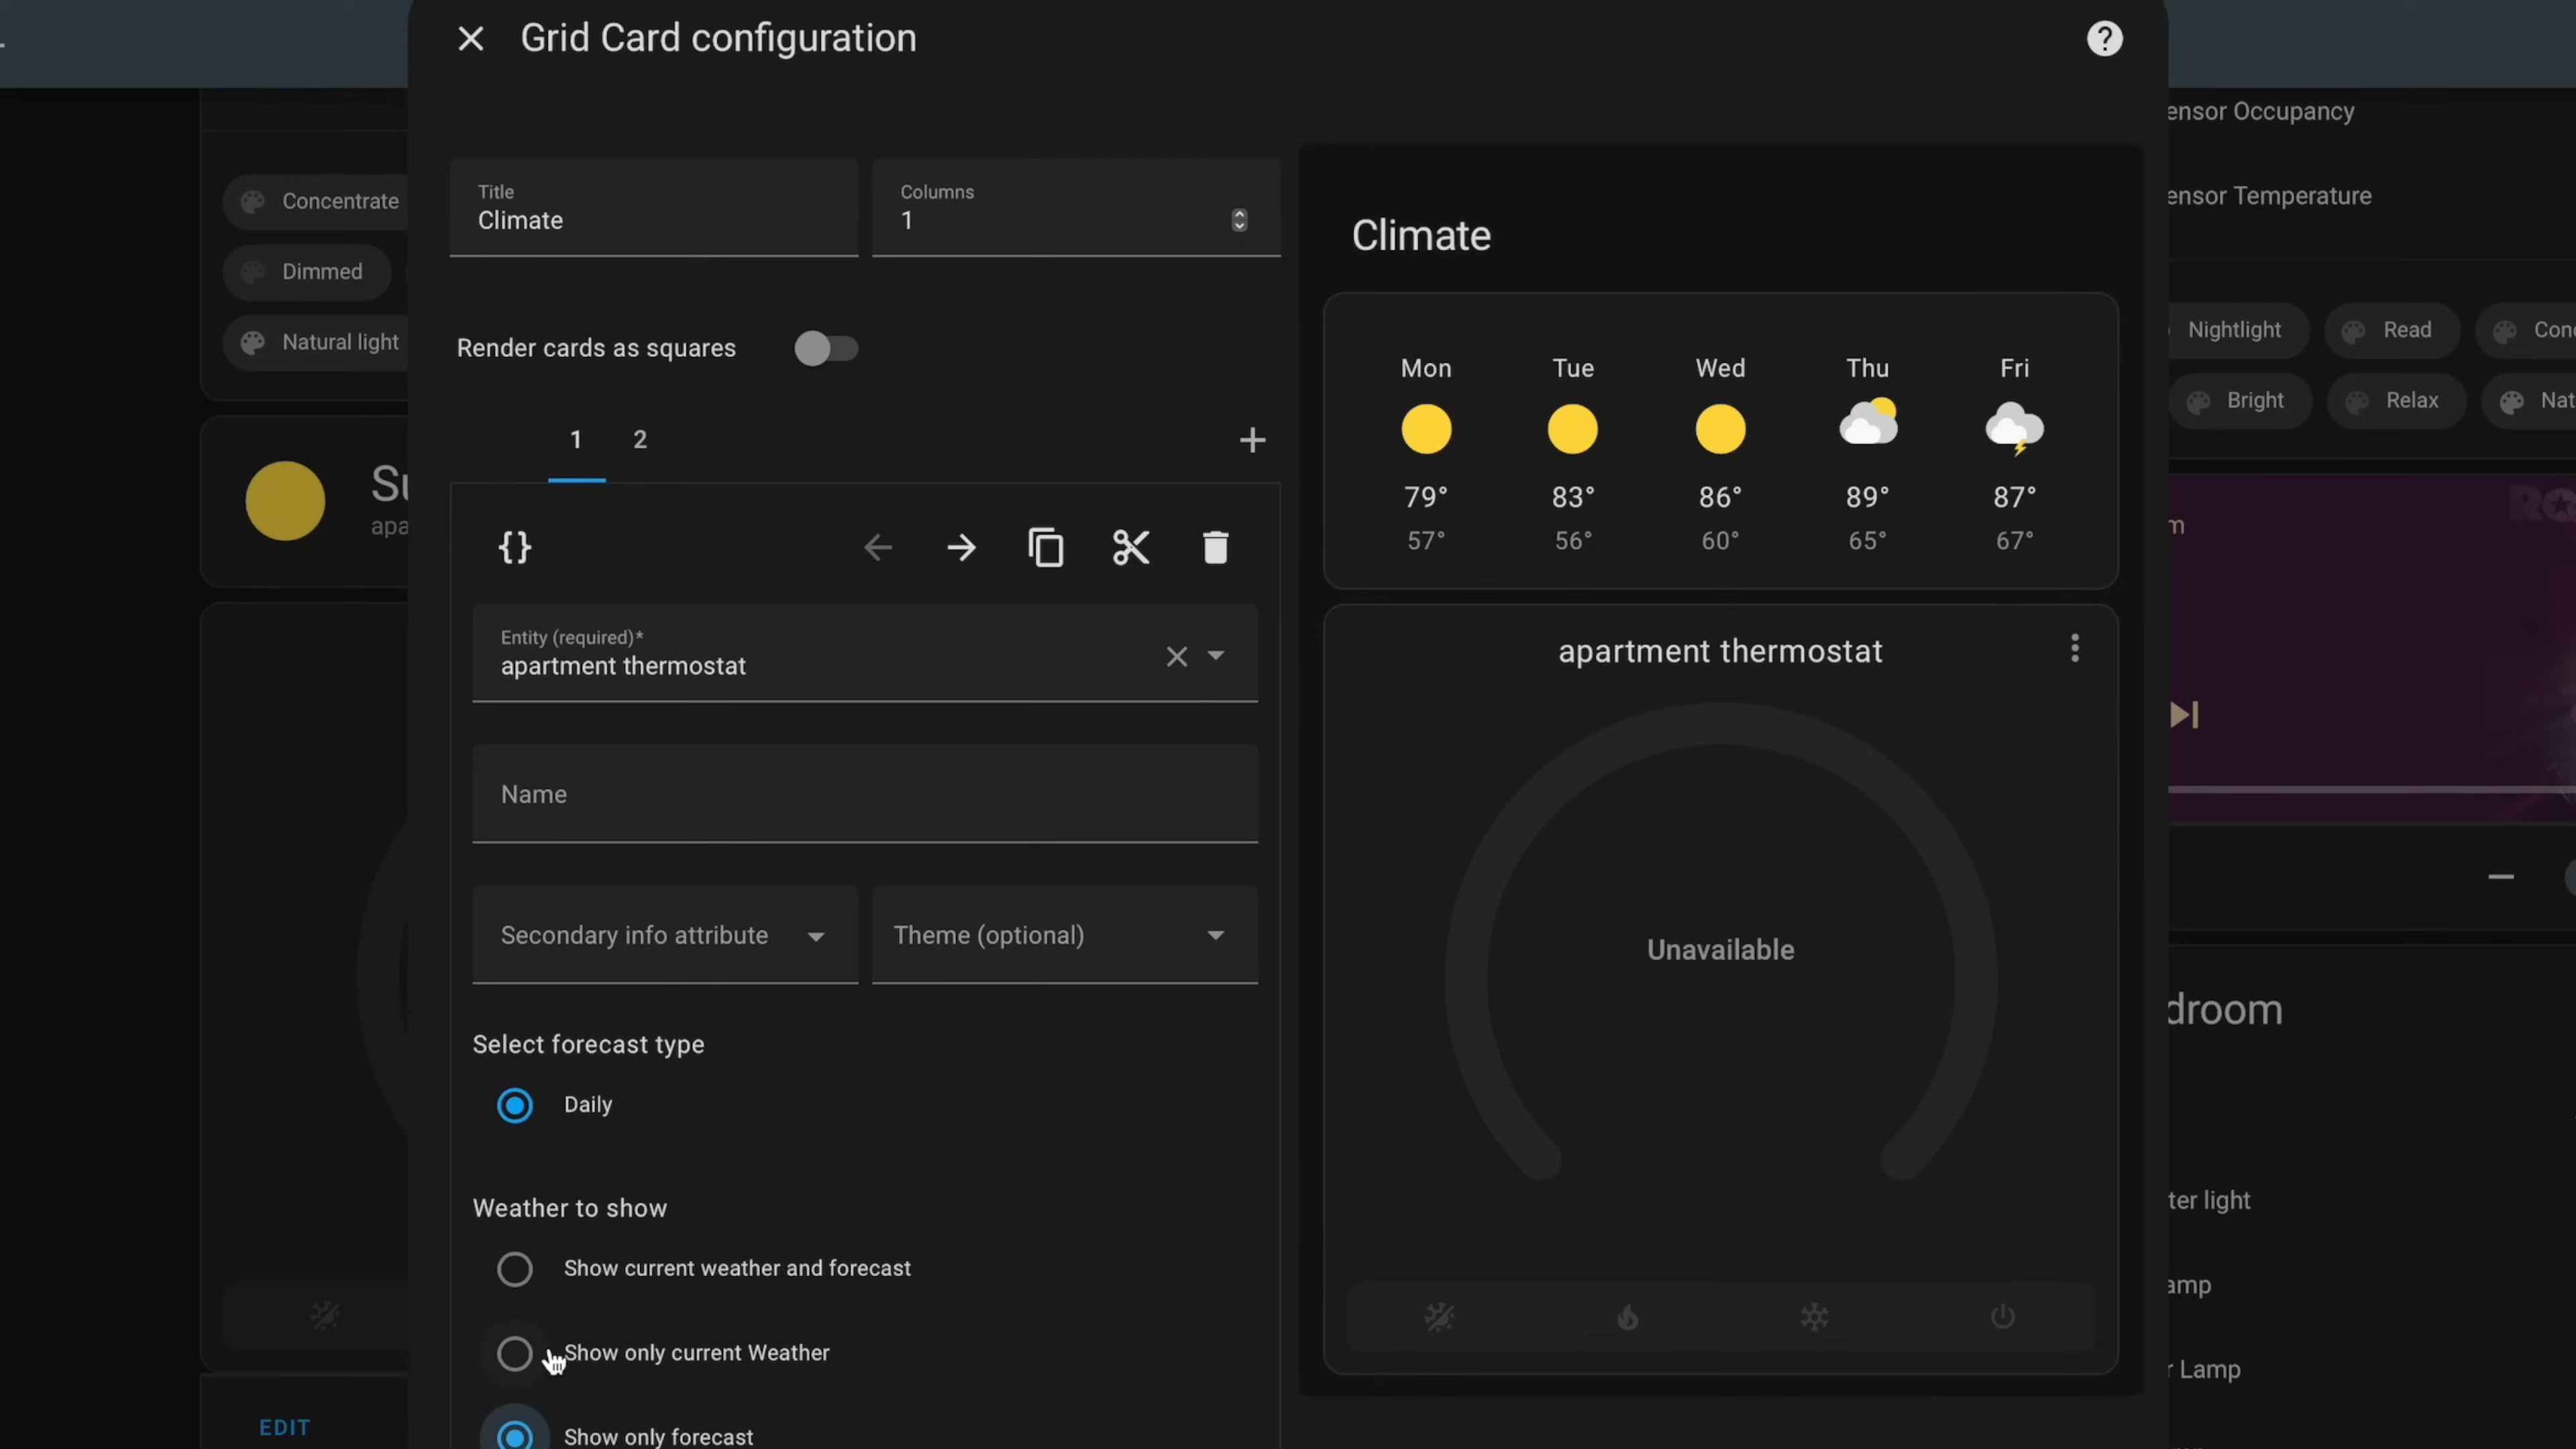 Grid Card configuration
?
Concentrate
Dimmed
Natural light
Su
apa
EDIT
Title
Climate
Columns
1
Render cards as squares
1 2
{}
Entity (required)*
apartment thermostat
Name
Secondary info attribute
Theme (optional)
Select forecast type
Daily
Weather to show
Show current weather and forecast
Show only current Weather
Show only forecast
Climate
Mon Tue Wed Thu Fri
79° 83° 86° 89° 87°
57° 56° 60° 65° 67°
apartment thermostat
Unavailable
ensor Occupancy
ensor Temperature
Nightlight Read Conc
Bright Relax Nat
m
droom
ter light
amp
r Lamp